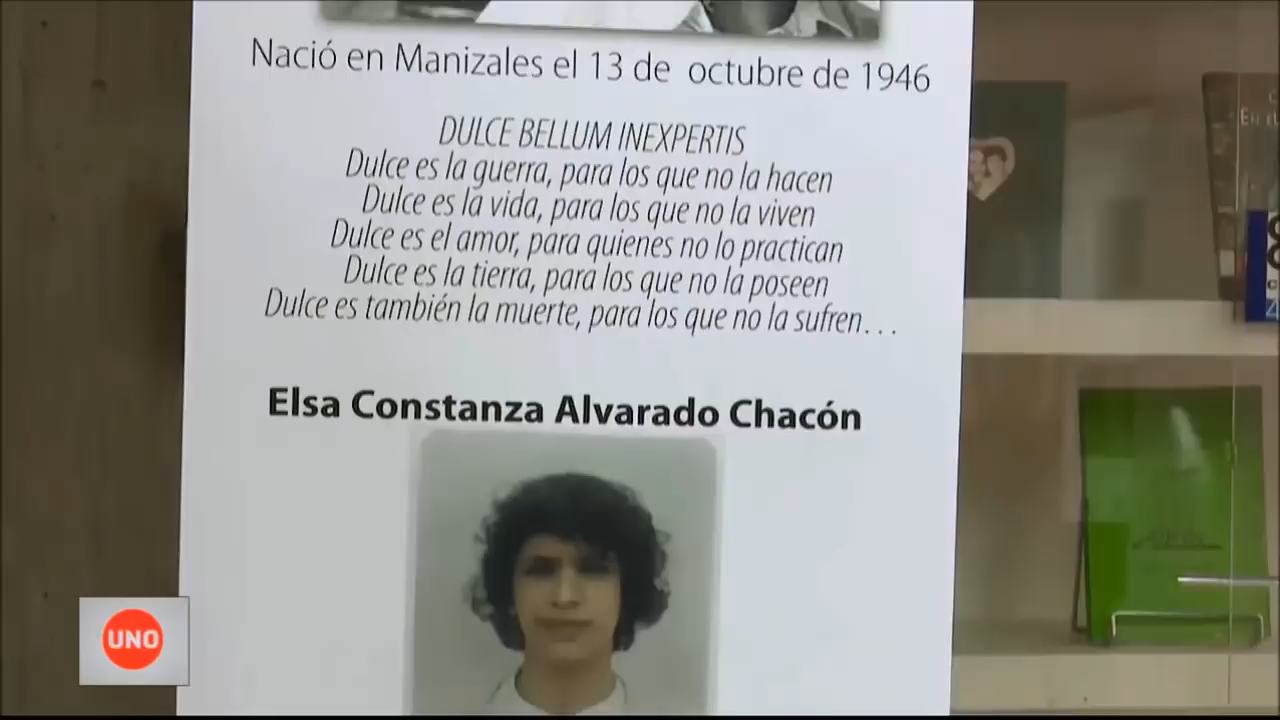 Nació en Manizales el 13 de octubre de 1946
DULCE BELLUM INEXPERTIS
Dulce es la guerra, para los que no la hacen
Dulce es la vida, para los que no la viven
Dulce es el amor, para quienes no lo practican
Dulce es la tierra, para los que no la poseen
Dulce es también la muerte, para los que no la sufren...
Elsa Constanza Alvarado Chacón
UNO